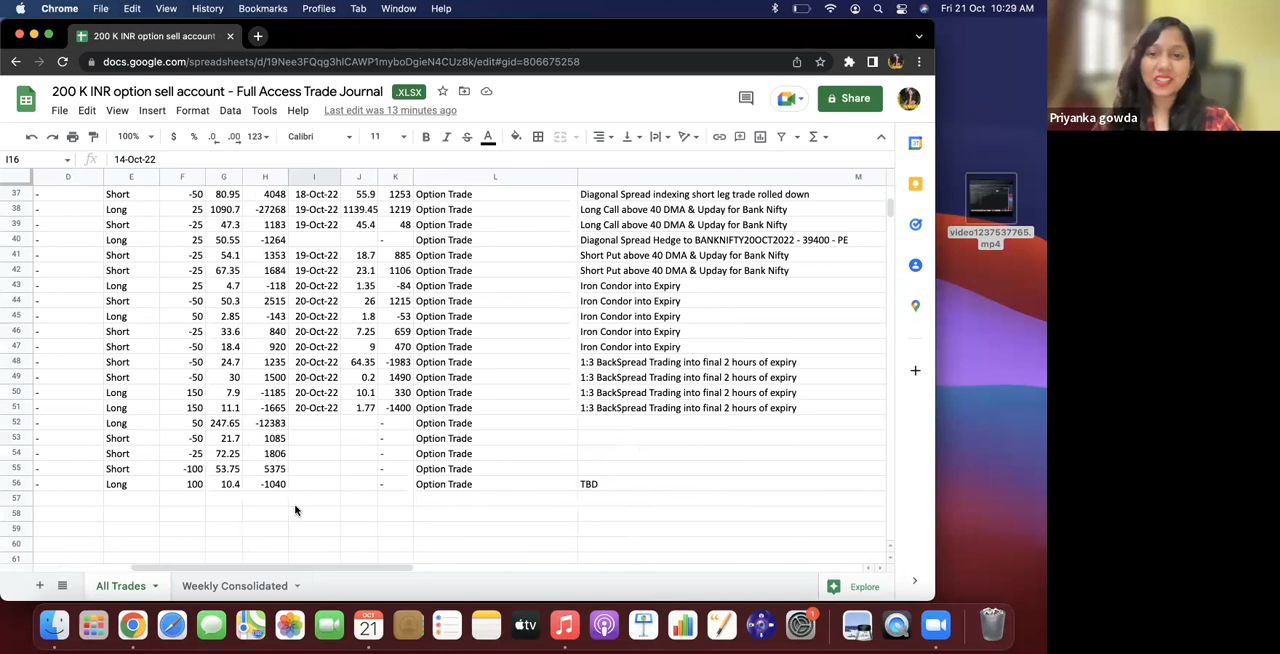 Chrome File Edit View History Bookmarks Profiles Tab Window Help Fri 21 Oct 10:29 AM
200 K INR option sell account
docs.google.com/spreadsheets/d/19Nee3FQqg3hlCAWP1myboDgieN4CUz8k/edit#gid=806675258
200 K INR option sell account - Full Access Trade Journal .XLSX
File Edit View Insert Format Data Tools Help Last edit was 13 minutes ago
Share
100% $ % .0 .00 123 Calibri 11 B I S A
I16 fx 14-Oct-22
D E F G H I J K L M
37 - Short -50 80.95 4048 18-Oct-22 55.9 1253 Option Trade Diagonal Spread indexing short leg trade rolled down
38 - Long 25 1090.7 -27268 19-Oct-22 1139.45 1219 Option Trade Long Call above 40 DMA & Upday for Bank Nifty
39 - Short -25 47.3 1183 19-Oct-22 45.4 48 Option Trade Long Call above 40 DMA & Upday for Bank Nifty
40 - Long 25 50.55 -1264 - Option Trade Diagonal Spread Hedge to BANKNIFTY20OCT2022 - 39400 - PE
41 - Short -25 54.1 1353 19-Oct-22 18.7 885 Option Trade Short Put above 40 DMA & Upday for Bank Nifty
42 - Short -25 67.35 1684 19-Oct-22 23.1 1106 Option Trade Short Put above 40 DMA & Upday for Bank Nifty
43 - Long 25 4.7 -118 20-Oct-22 1.35 -84 Option Trade Iron Condor into Expiry
44 - Short -50 50.3 2515 20-Oct-22 26 1215 Option Trade Iron Condor into Expiry
45 - Long 50 2.85 -143 20-Oct-22 1.8 -53 Option Trade Iron Condor into Expiry
46 - Short -25 33.6 840 20-Oct-22 7.25 659 Option Trade Iron Condor into Expiry
47 - Short -50 18.4 920 20-Oct-22 9 470 Option Trade Iron Condor into Expiry
48 - Short -50 24.7 1235 20-Oct-22 64.35 -1983 Option Trade 1:3 BackSpread Trading into final 2 hours of expiry
49 - Short -50 30 1500 20-Oct-22 0.2 1490 Option Trade 1:3 BackSpread Trading into final 2 hours of expiry
50 - Long 150 7.9 -1185 20-Oct-22 10.1 330 Option Trade 1:3 BackSpread Trading into final 2 hours of expiry
51 - Long 150 11.1 -1665 20-Oct-22 1.77 -1400 Option Trade 1:3 BackSpread Trading into final 2 hours of expiry
52 - Long 50 247.65 -12383 - Option Trade
53 - Short -50 21.7 1085 - Option Trade
54 - Short -25 72.25 1806 - Option Trade
55 - Short -100 53.75 5375 - Option Trade
56 - Long 100 10.4 -1040 - Option Trade TBD
57
58
59
60
61
All Trades Weekly Consolidated Explore
video1237537765.
mp4
Priyanka gowda
OCT
21
tv
1